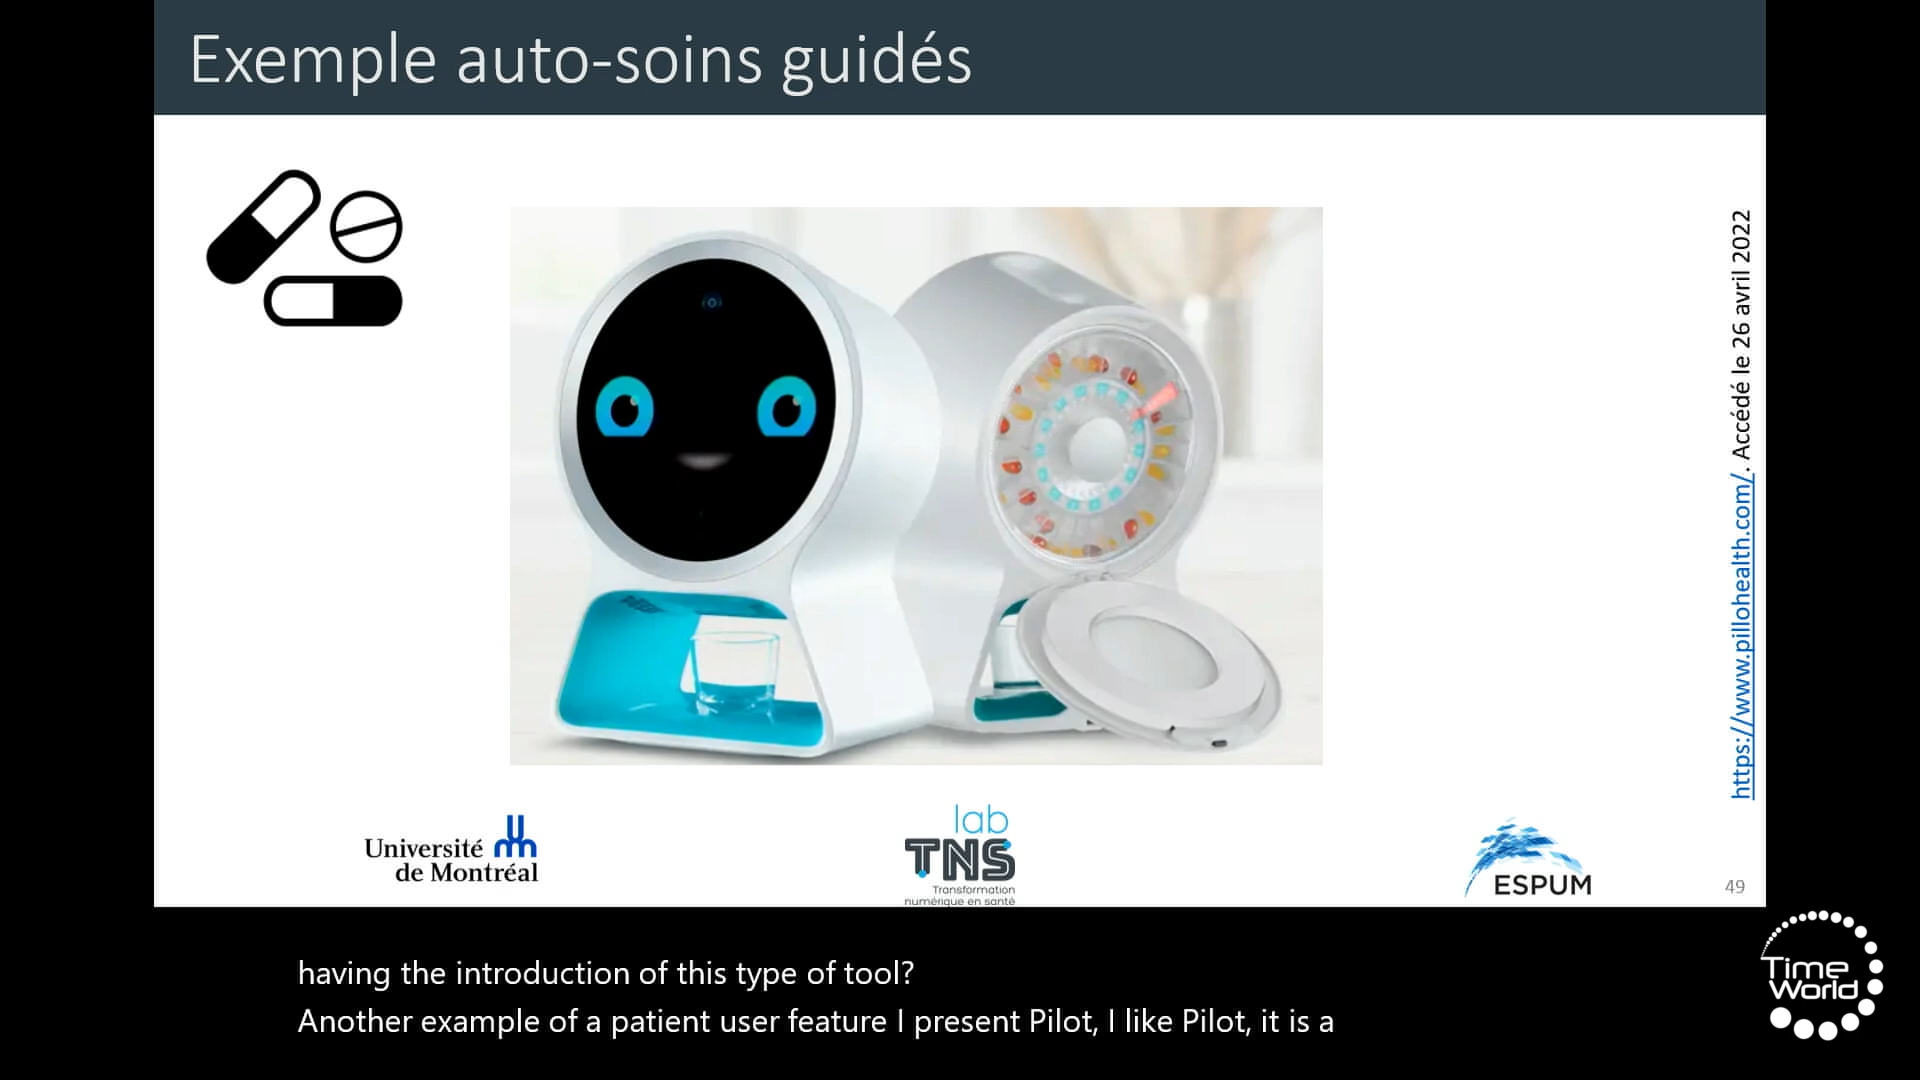 Exemple auto-soins guidés
https://www.pillohealth.com/. Accédé le 26 avril 2022
Université
de Montréal
lab
TNS
Transformation
numérique en santé
ESPUM
49
having the introduction of this type of tool?
Another example of a patient user feature I present Pilot, I like Pilot, it is a
Time
World